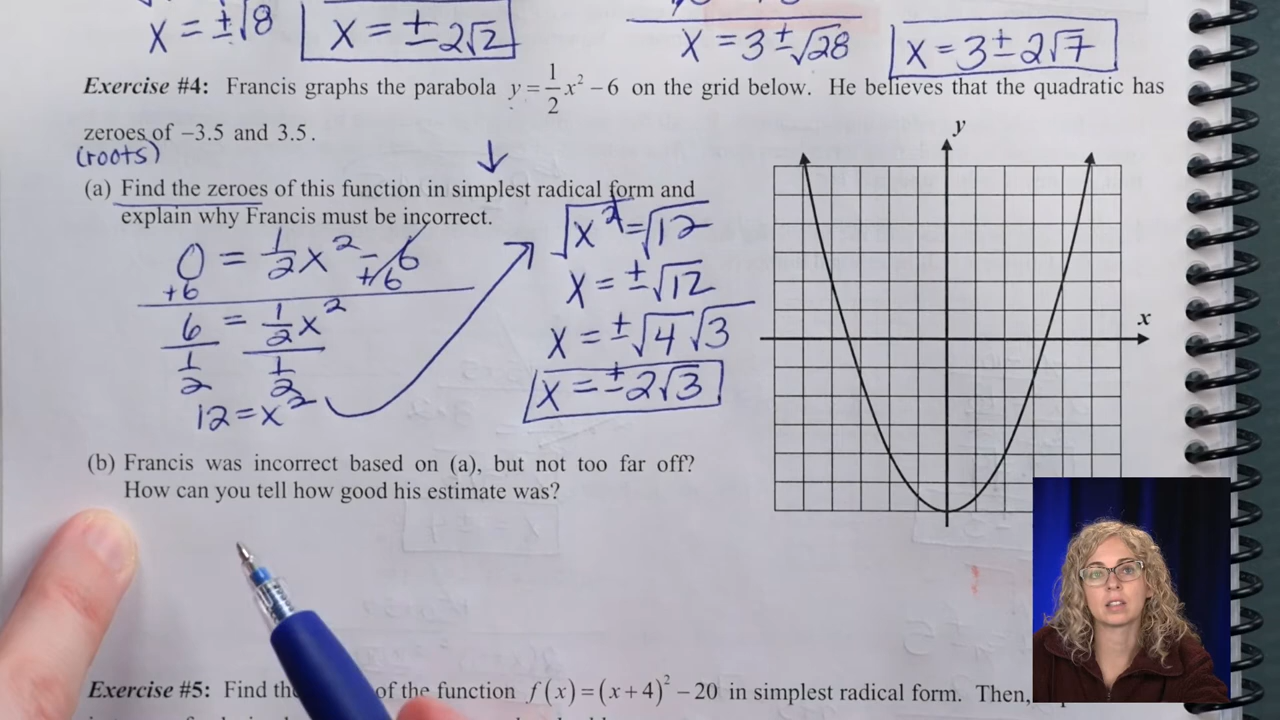 x = ±√8   x = ±2√2   x = 3 ± √28   x = 3 ± 2√7
Exercise #4: Francis graphs the parabola y = 1/2 x² − 6 on the grid below. He believes that the quadratic has
zeroes of −3.5 and 3.5.
(roots)
(a) Find the zeroes of this function in simplest radical form and
explain why Francis must be incorrect.
0 = 1/2 x² − 6
+6 +6
6 = 1/2 x²
1/2 1/2
12 = x²
√x² = √12
x = ±√12
x = ±√4 √3
x = ±2√3
y
x
(b) Francis was incorrect based on (a), but not too far off?
How can you tell how good his estimate was?
Exercise #5: Find the of the function f(x) = (x+4)² − 20 in simplest radical form. Then,